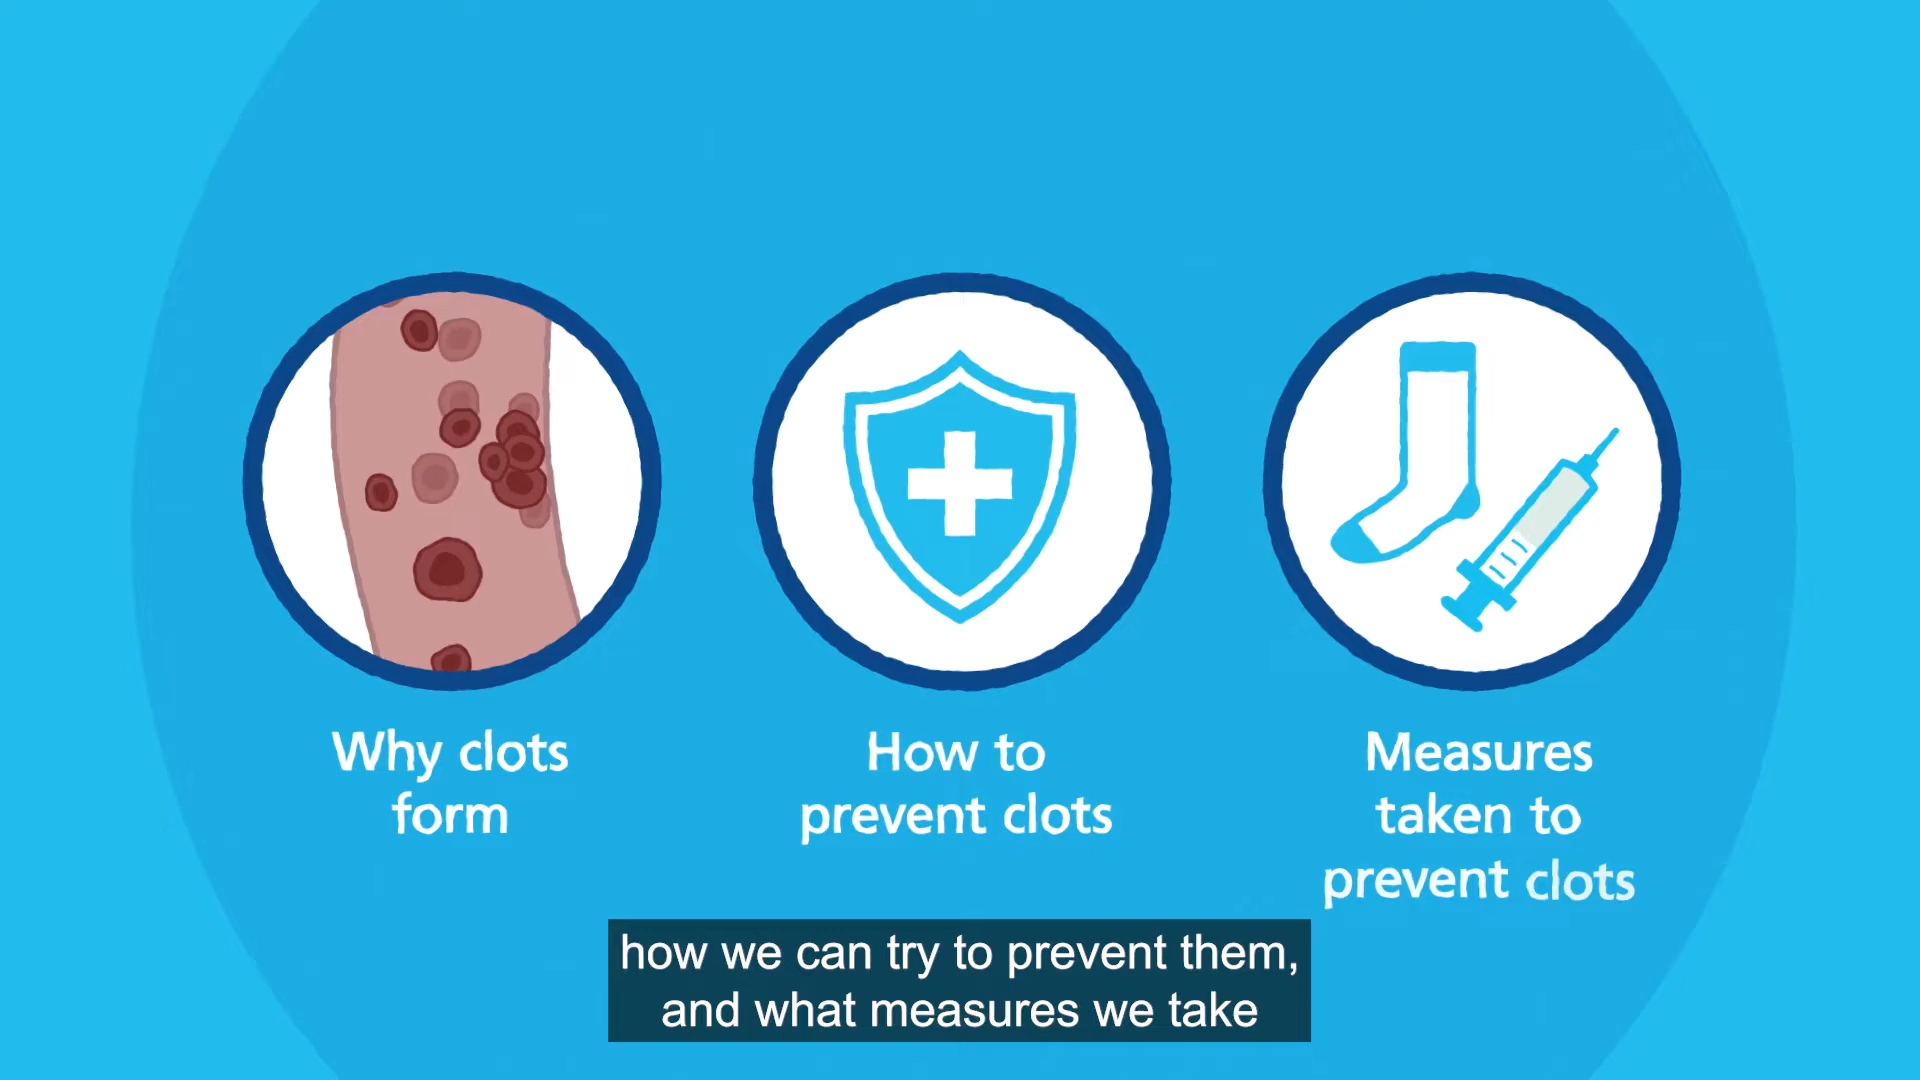 Why clots
form
How to
prevent clots
Measures
taken to
prevent clots
how we can try to prevent them,
and what measures we take